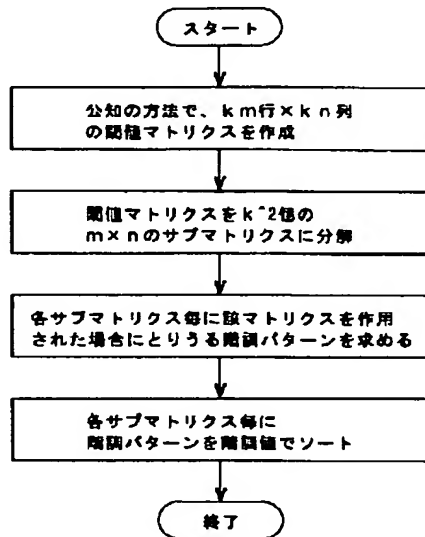 スタート
公知の方法で、km行×kn列
の閾値マトリクスを作成
閾値マトリクスをk^2個の
m×nのサブマトリクスに分解
各サブマトリクス毎に該マトリクスを作用
された場合にとりうる階調パターンを求める
各サブマトリクス毎に
階調パターンを階調値でソート
終了